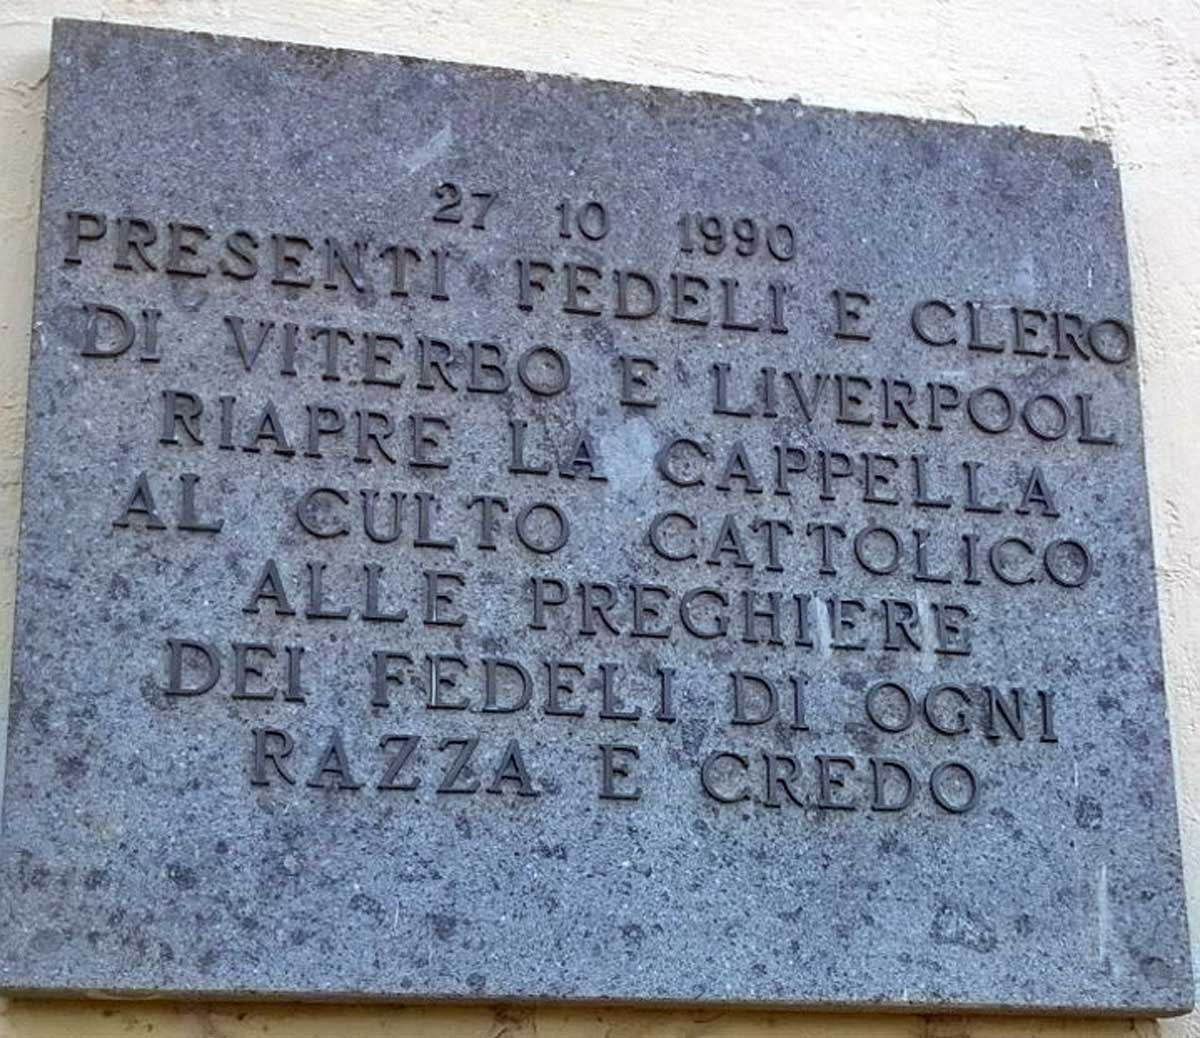 27 10 1990
PRESENTI FEDELI E CLERO
DI VITERBO E LIVERPOOL
RIAPRE LA CAPPELLA
AL CULTO CATTOLICO
ALLE PREGHIERE
DEI FEDELI DI OGNI
RAZZA E CREDO